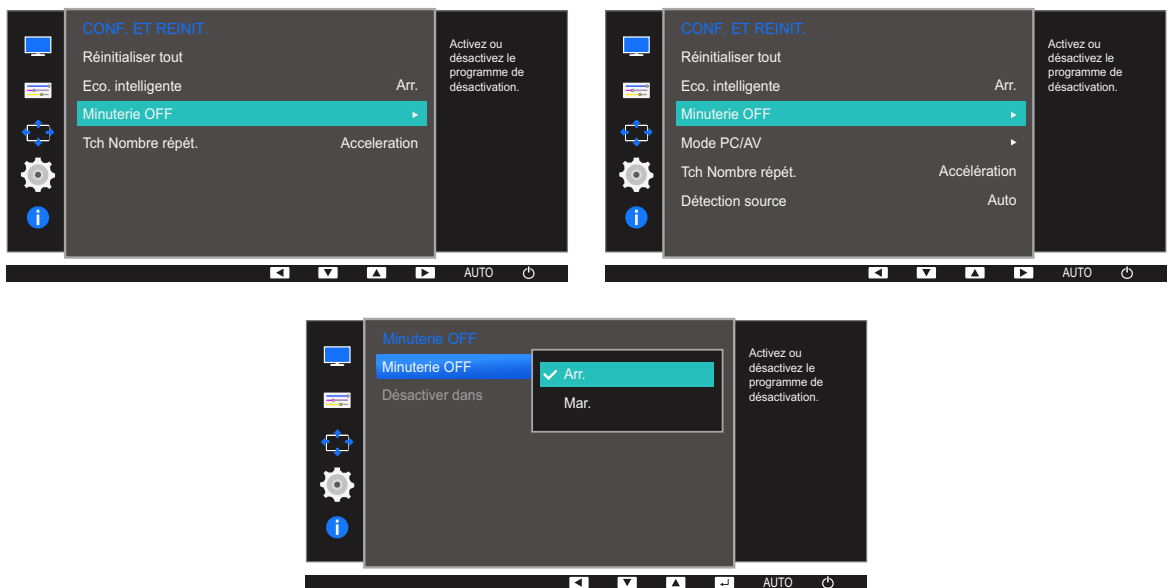 CONF. ET REINIT.
Réinitialiser tout
Eco. intelligente Arr.
Minuterie OFF
Tch Nombre répét. Acceleration
Activez ou
désactivez le
programme de
désactivation.
AUTO
CONF. ET REINIT.
Réinitialiser tout
Eco. intelligente Arr.
Minuterie OFF
Mode PC/AV
Tch Nombre répét. Accélération
Détection source Auto
Activez ou
désactivez le
programme de
désactivation.
AUTO
Minuterie OFF
Minuterie OFF
Désactiver dans
Arr.
Mar.
Activez ou
désactivez le
programme de
désactivation.
AUTO